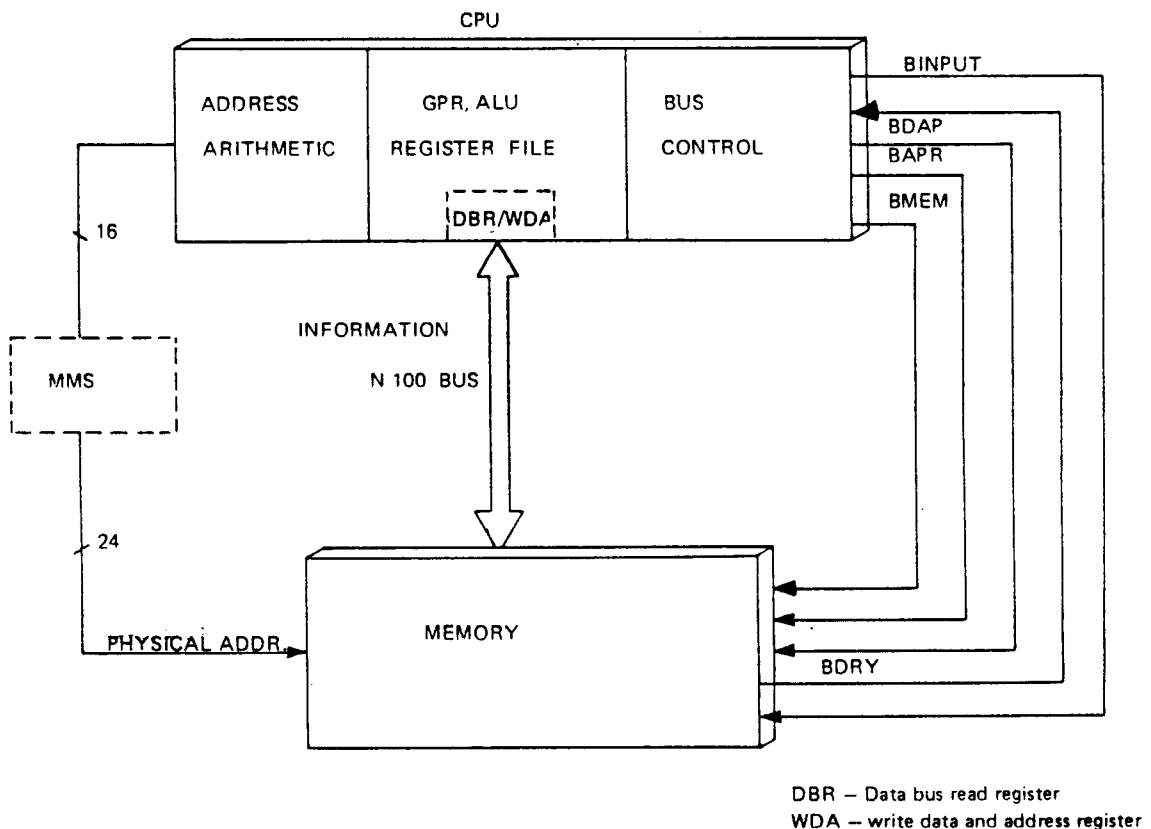 CPU
ADDRESS
ARITHMETIC
GPR, ALU
REGISTER FILE
DBR/WDA
BUS
CONTROL
BINPUT
BDAP
BAPR
BMEM
16
INFORMATION
N 100 BUS
MMS
24
PHYSICAL ADDR.
MEMORY
BDRY
DBR – Data bus read register
WDA – write data and address register